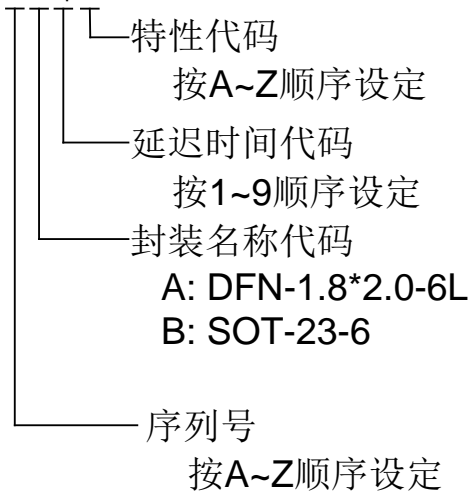 特性代码
按A~Z顺序设定
延迟时间代码
按1~9顺序设定
封装名称代码
A: DFN-1.8*2.0-6L
B: SOT-23-6
序列号
按A~Z顺序设定